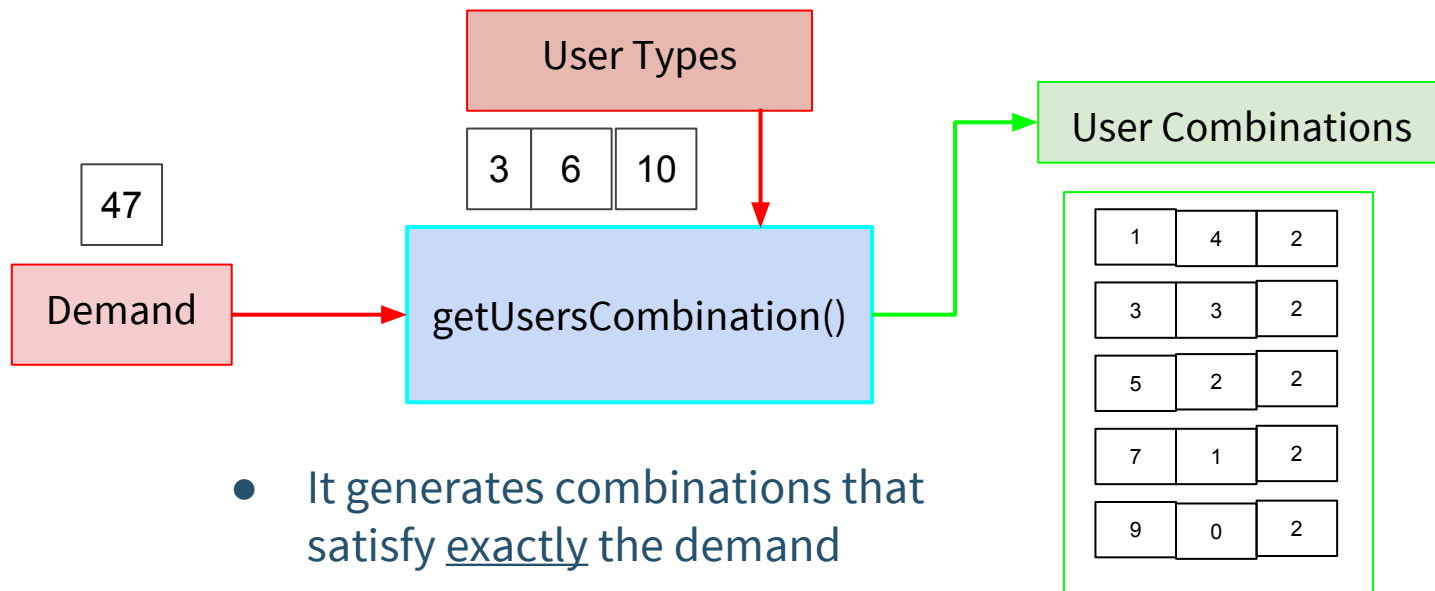 User Types
3 6 10
User Combinations
47
Demand
getUsersCombination()
1 4 2
3 3 2
5 2 2
7 1 2
9 0 2
● It generates combinations that
satisfy exactly the demand